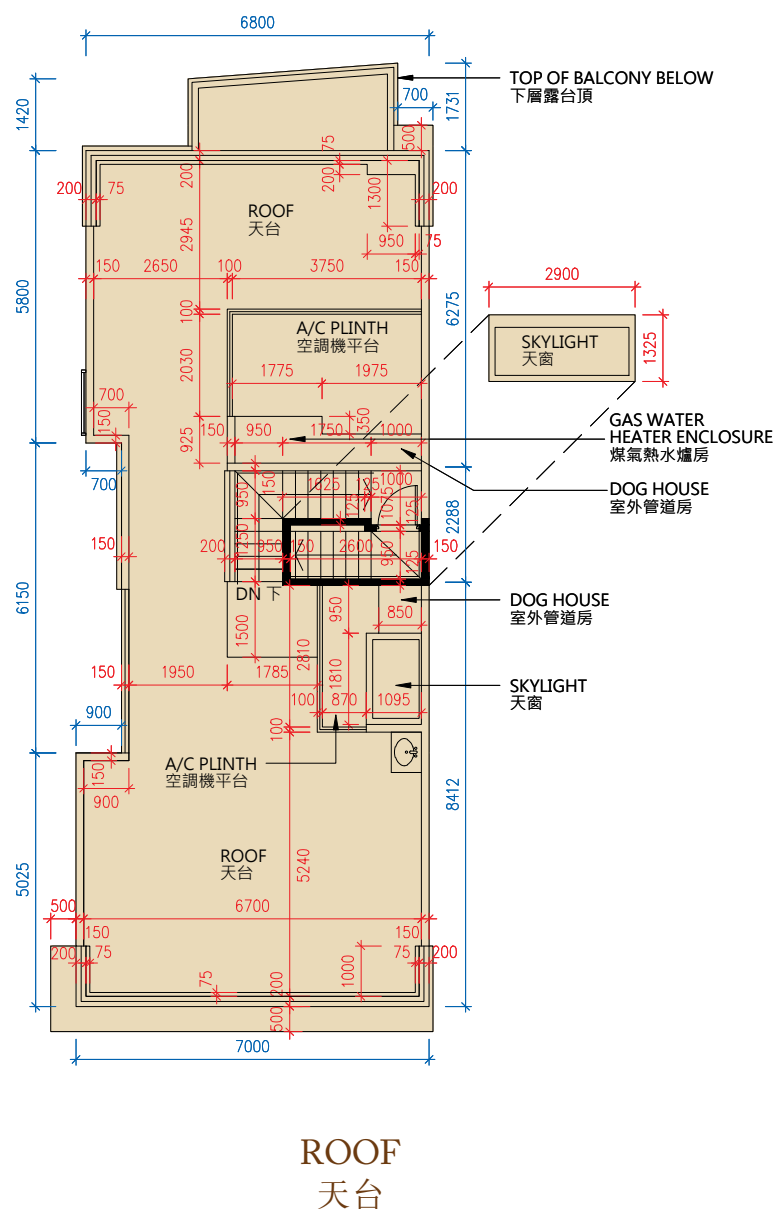 6800
TOP OF BALCONY BELOW
下層露台頂
700
1420
1731
75
500
200
200
200 75
1300
200
ROOF
天台
2945
950
75
150 2650 100 3750 150
5800
6275
2900
100
A/C PLINTH
空調機平台
SKYLIGHT
天窗
1325
2030
1775 1975
700
150
350
GAS WATER
HEATER ENCLOSURE
煤氣熱水爐房
925
150 950 1750 1000
700
950
150
1625 125 1000
DOG HOUSE
室外管道房
1075
125
125
2288
1250
150
200 950 150 2600 150
950
125
DN 下
6150
DOG HOUSE
室外管道房
950
850
1500
2810
150 1950 1785
1810
SKYLIGHT
天窗
100 870 1095
900
100
A/C PLINTH
空調機平台
150
900
8412
ROOF
天台
5240
5025
500 6700
150 150
200 75 75 200
1000
75
200
500
7000
ROOF
天台